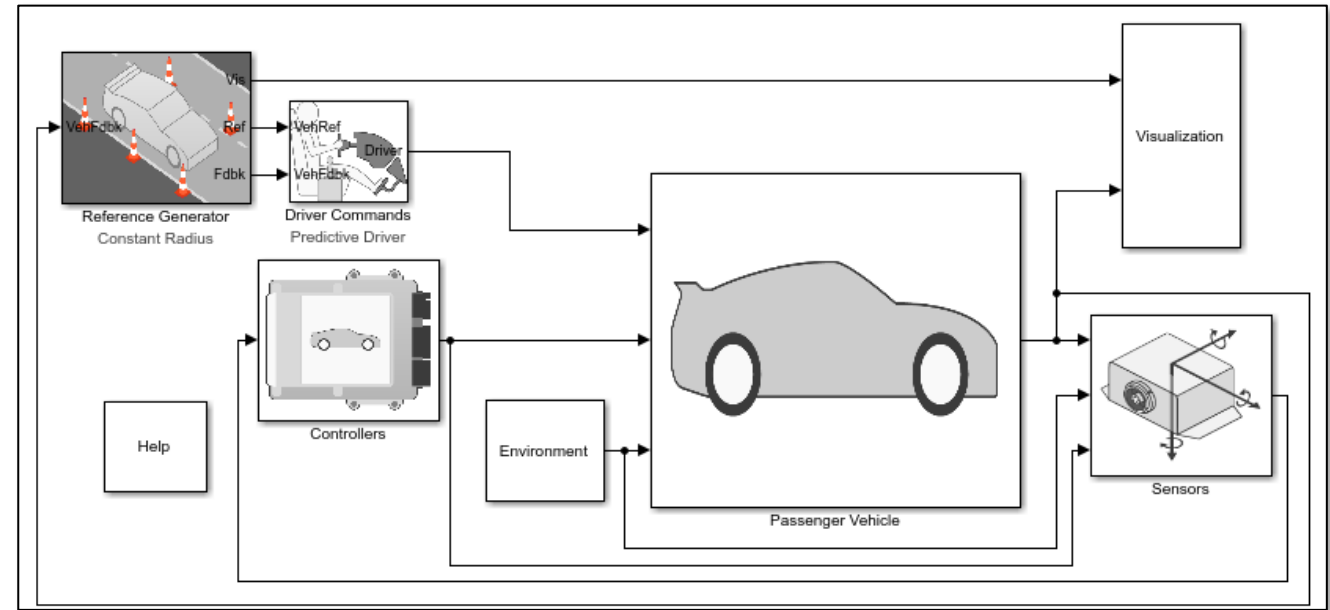 Vis
VehFdbk
Ref
Fdbk
Reference Generator
Constant Radius
VehRef
Driver
VehFdbk
Driver Commands
Predictive Driver
Visualization
Controllers
Help
Environment
Passenger Vehicle
Sensors